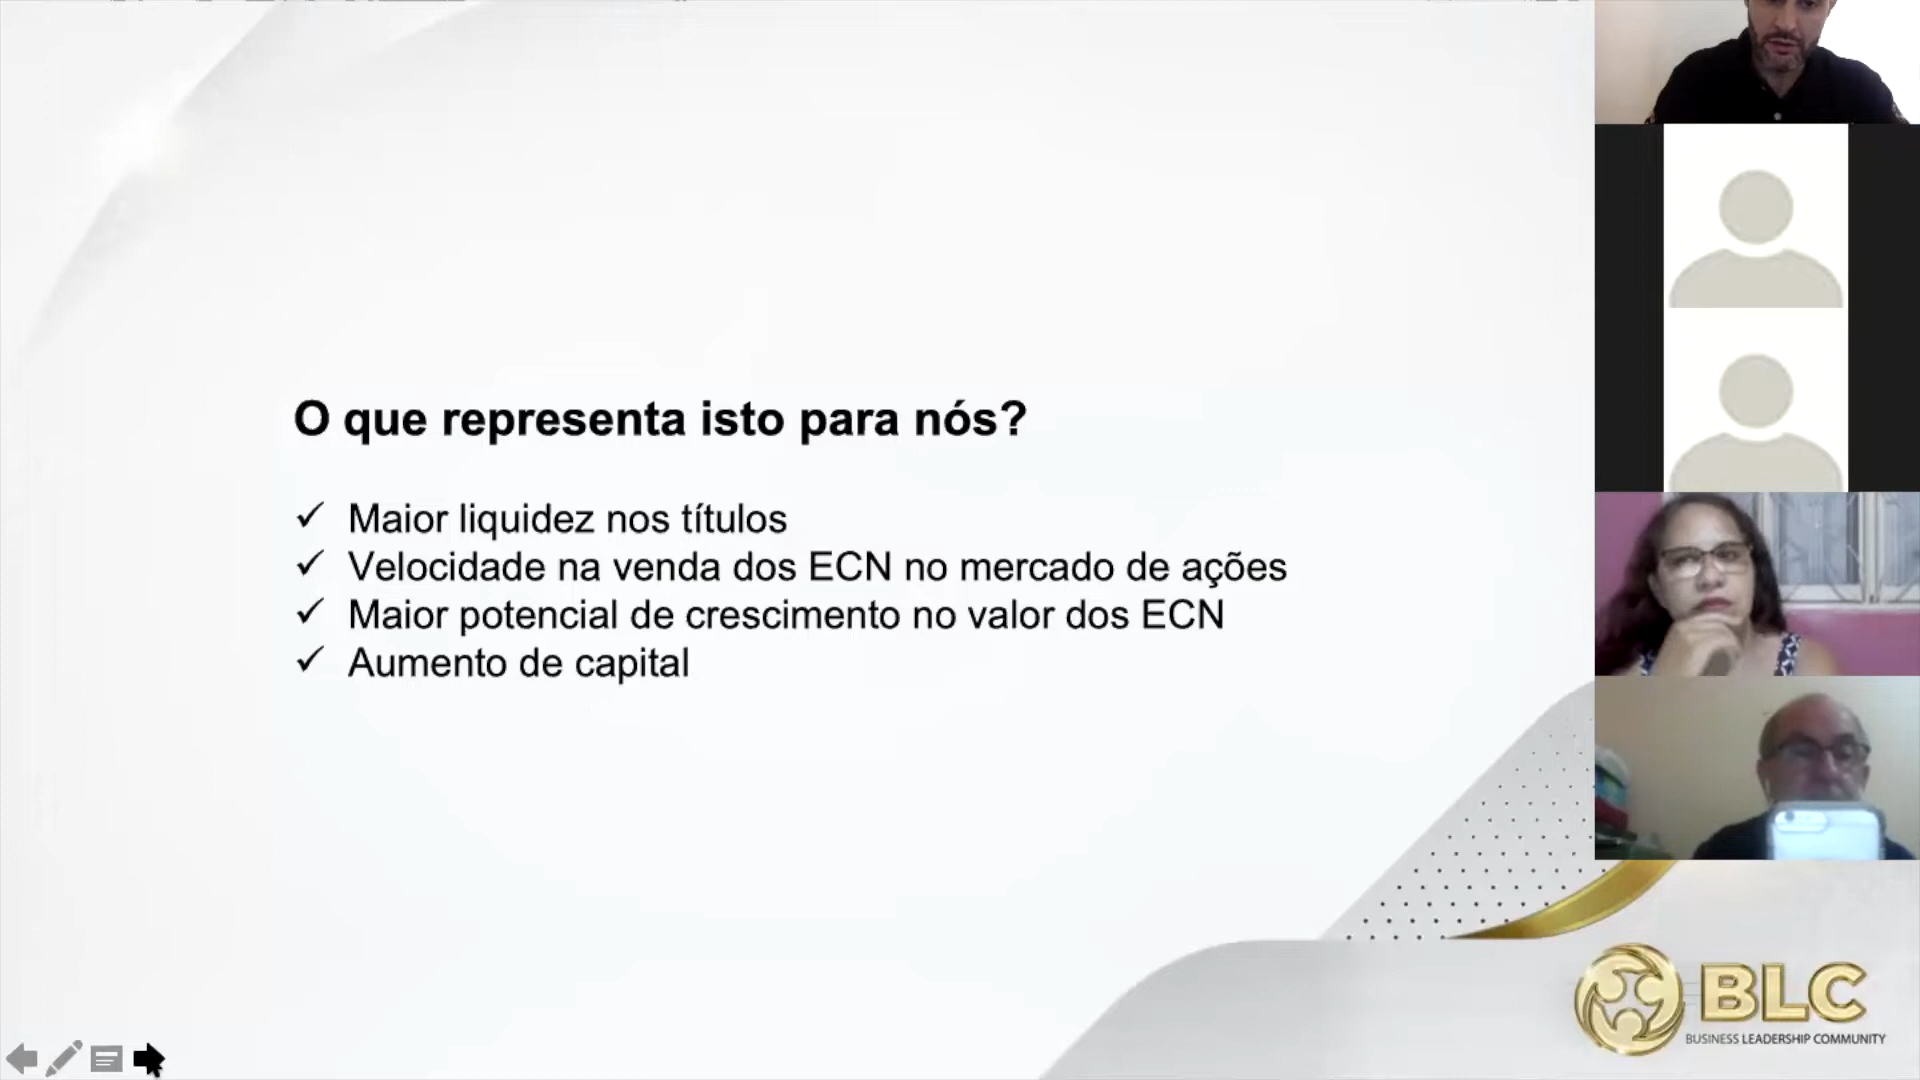 O que representa isto para nós?
✓ Maior liquidez nos títulos
✓ Velocidade na venda dos ECN no mercado de ações
✓ Maior potencial de crescimento no valor dos ECN
✓ Aumento de capital
BLC
BUSINESS LEADERSHIP COMMUNITY